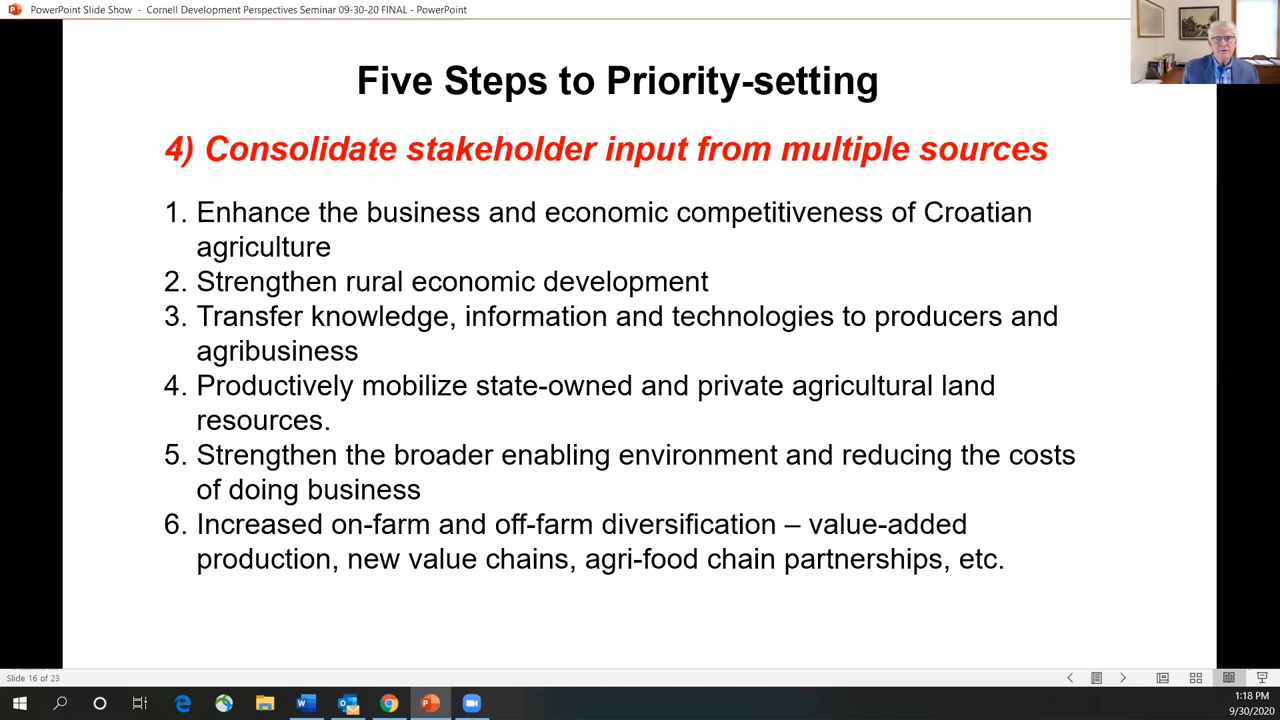 PowerPoint Slide Show - Cornell Development Perspectives Seminar 09-30-20 FINAL - PowerPoint
Five Steps to Priority-setting
4) Consolidate stakeholder input from multiple sources
1. Enhance the business and economic competitiveness of Croatian
agriculture
2. Strengthen rural economic development
3. Transfer knowledge, information and technologies to producers and
agribusiness
4. Productively mobilize state-owned and private agricultural land
resources.
5. Strengthen the broader enabling environment and reducing the costs
of doing business
6. Increased on-farm and off-farm diversification – value-added
production, new value chains, agri-food chain partnerships, etc.
Slide 16 of 23
1:18 PM
9/30/2020